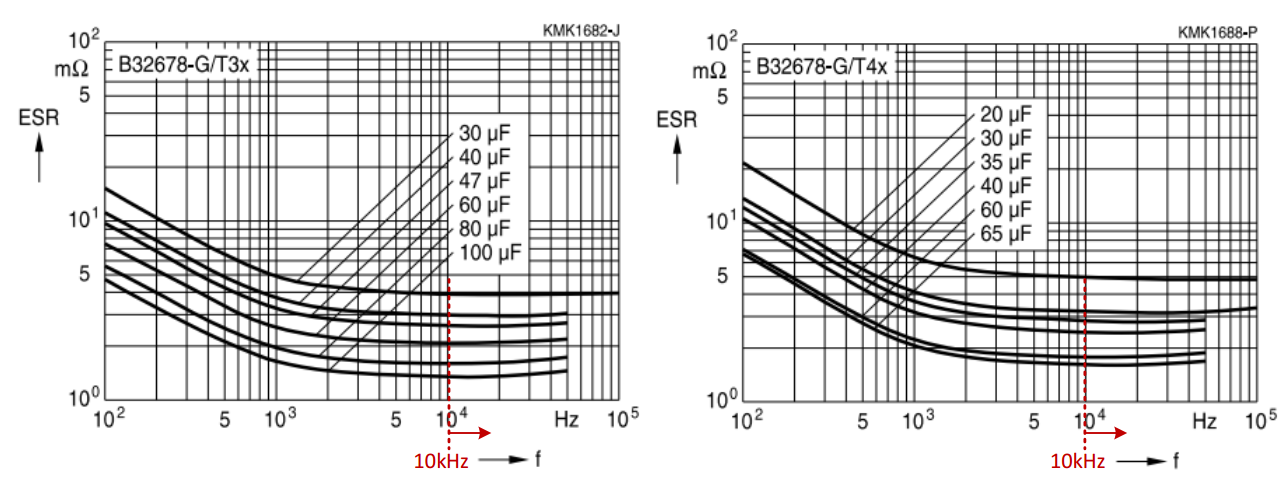 KMK1682-J
10²
mΩ
B32678-G/T3x
5
ESR
30 µF
40 µF
47 µF
60 µF
80 µF
100 µF
10¹
5
10⁰
10² 5 10³ 5 10⁴ Hz 10⁵
10kHz f
KMK1688-P
10²
mΩ
B32678-G/T4x
5
ESR
20 µF
30 µF
35 µF
40 µF
60 µF
65 µF
10¹
5
10⁰
10² 5 10³ 5 10⁴ Hz 10⁵
10kHz f